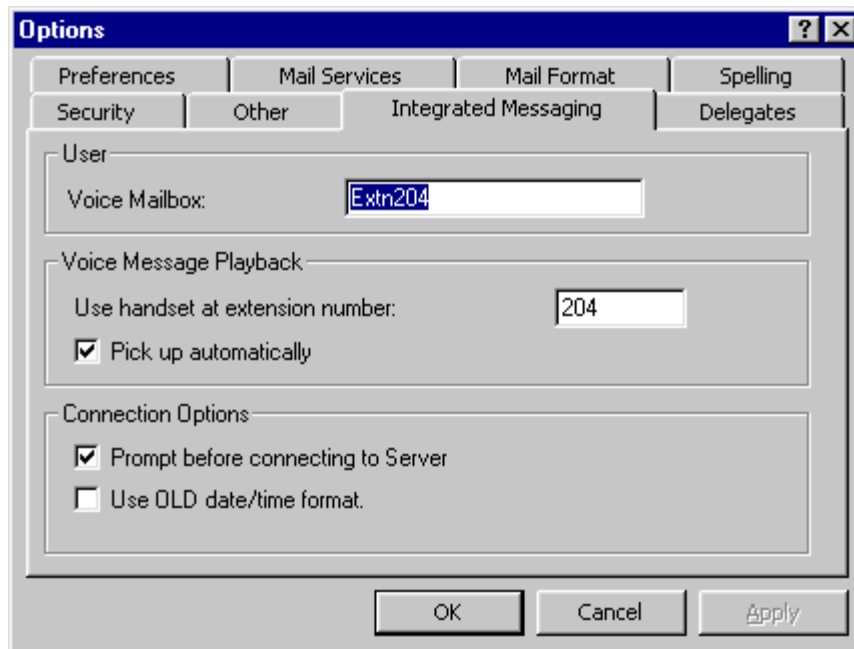 Options
Preferences Mail Services Mail Format Spelling
Security Other Integrated Messaging Delegates
User
Voice Mailbox: Extn204
Voice Message Playback
Use handset at extension number: 204
Pick up automatically
Connection Options
Prompt before connecting to Server
Use OLD date/time format.
OK Cancel Apply